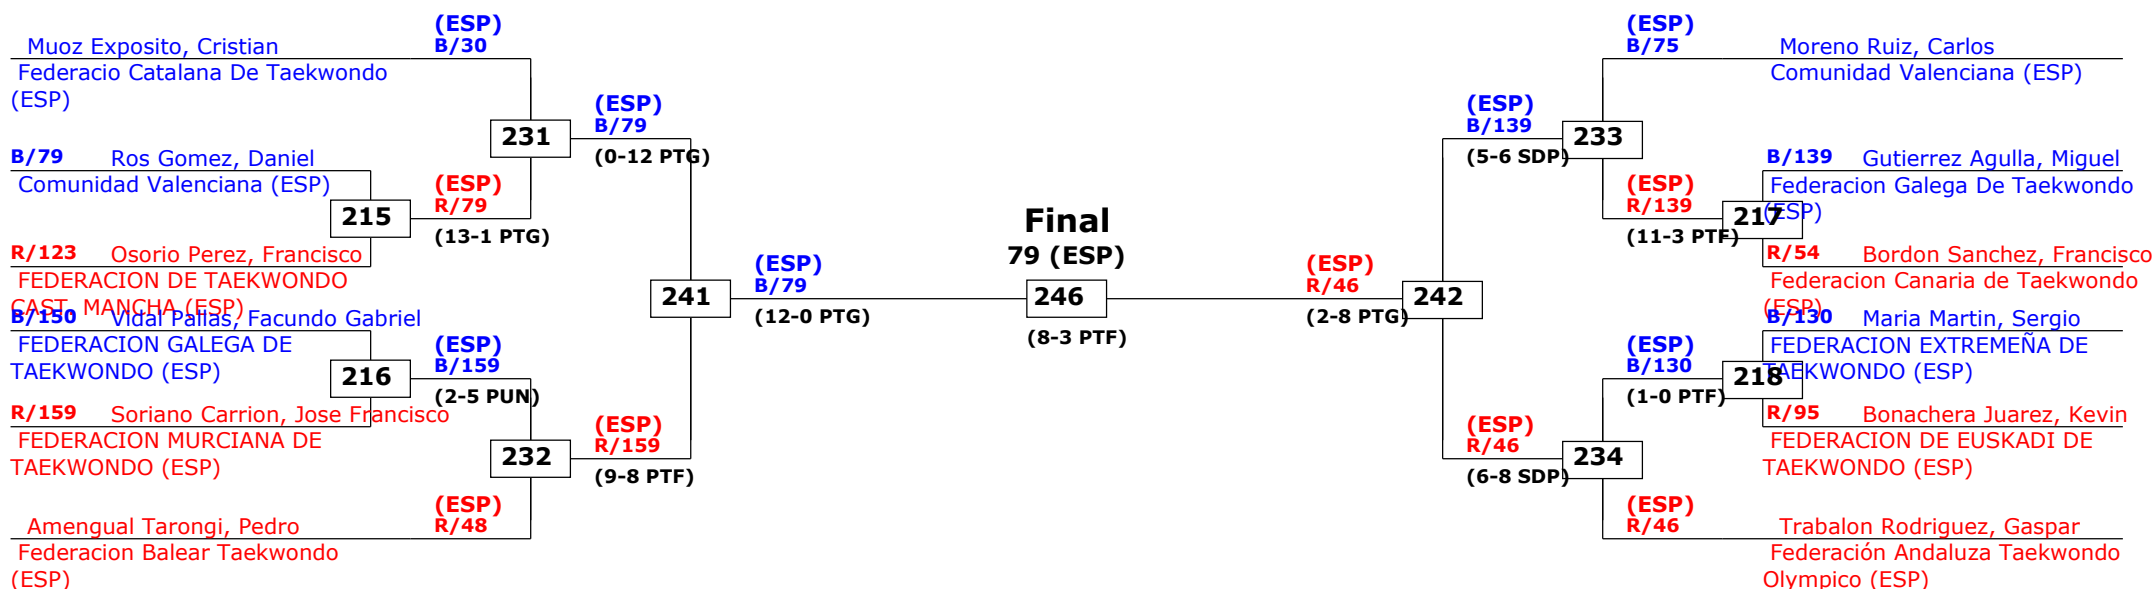 (ESP)
B/30
Muoz Exposito, Cristian
Federacio Catalana De Taekwondo
(ESP)
B/79 Ros Gomez, Daniel
Comunidad Valenciana (ESP)
R/123 Osorio Perez, Francisco
FEDERACION DE TAEKWONDO
CAST. MANCHA (ESP)
B/150 Vidal Pallas, Facundo Gabriel
FEDERACION GALEGA DE
TAEKWONDO (ESP)
R/159 Soriano Carrion, Jose Francisco
FEDERACION MURCIANA DE
TAEKWONDO (ESP)
Amengual Tarongi, Pedro
Federacion Balear Taekwondo
(ESP)
(ESP)
R/48
215
(ESP)
R/79
(13-1 PTG)
216
(ESP)
B/159
(2-5 PUN)
231
(ESP)
B/79
(0-12 PTG)
232
(ESP)
R/159
(9-8 PTF)
241
(ESP)
B/79
(12-0 PTG)
Final
79 (ESP)
246
(8-3 PTF)
(ESP)
R/46
(2-8 PTG)
242
(ESP)
B/139
(5-6 SDP)
233
(ESP)
R/46
(6-8 SDP)
234
(ESP)
B/75
Moreno Ruiz, Carlos
Comunidad Valenciana (ESP)
(ESP)
R/139
(11-3 PTF)
217
B/139 Gutierrez Agulla, Miguel
Federacion Galega De Taekwondo
(ESP)
R/54 Bordon Sanchez, Francisco
Federacion Canaria de Taekwondo
(ESP)
(ESP)
B/130
(1-0 PTF)
218
B/130 Maria Martin, Sergio
FEDERACION EXTREMEÑA DE
TAEKWONDO (ESP)
R/95 Bonachera Juarez, Kevin
FEDERACION DE EUSKADI DE
TAEKWONDO (ESP)
(ESP)
R/46
Trabalon Rodriguez, Gaspar
Federación Andaluza Taekwondo
Olympico (ESP)